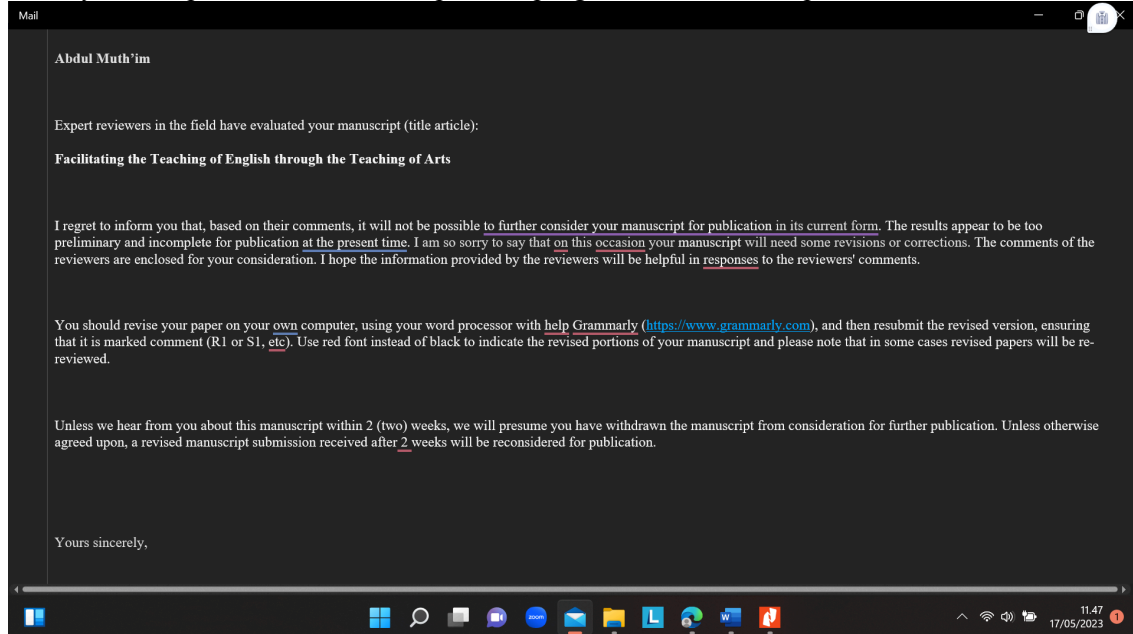 Mail
Abdul Muth’im
Expert reviewers in the field have evaluated your manuscript (title article):
Facilitating the Teaching of English through the Teaching of Arts
I regret to inform you that, based on their comments, it will not be possible to further consider your manuscript for publication in its current form. The results appear to be too
preliminary and incomplete for publication at the present time. I am so sorry to say that on this occasion your manuscript will need some revisions or corrections. The comments of the
reviewers are enclosed for your consideration. I hope the information provided by the reviewers will be helpful in responses to the reviewers' comments.
You should revise your paper on your own computer, using your word processor with help Grammarly (https://www.grammarly.com), and then resubmit the revised version, ensuring
that it is marked comment (R1 or S1, etc). Use red font instead of black to indicate the revised portions of your manuscript and please note that in some cases revised papers will be re-
reviewed.
Unless we hear from you about this manuscript within 2 (two) weeks, we will presume you have withdrawn the manuscript from consideration for further publication. Unless otherwise
agreed upon, a revised manuscript submission received after 2 weeks will be reconsidered for publication.
Yours sincerely,
zoom
L
W
11.47
17/05/2023
1